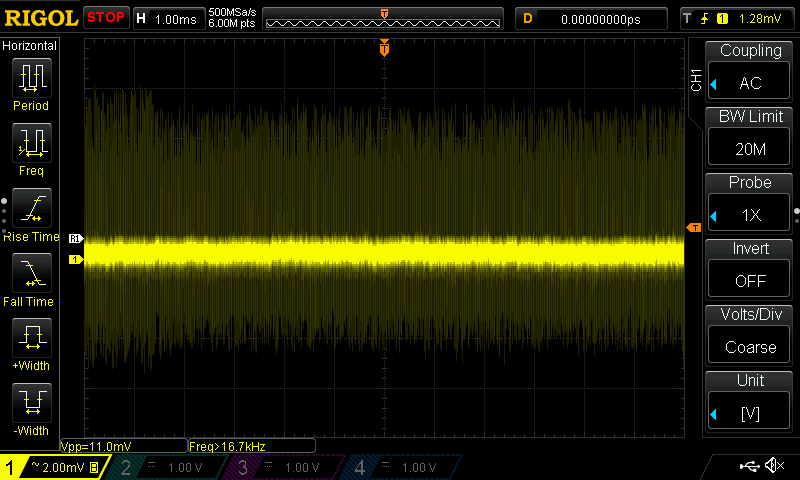 RIGOL STOP H 1.00ms 500MSa/s 6.00M pts T D 0.00000000ps T 1 1.28mV
Horizontal
Period
Freq
Rise Time
Fall Time
+Width
-Width
T
R1
1
T
CH1
Coupling
AC
BW Limit
20M
Probe
1X
Invert
OFF
Volts/Div
Coarse
Unit
[V]
Vpp=11.0mV Freq>16.7kHz
1 ~ 2.00mV B 2 1.00 V 3 1.00 V 4 1.00 V